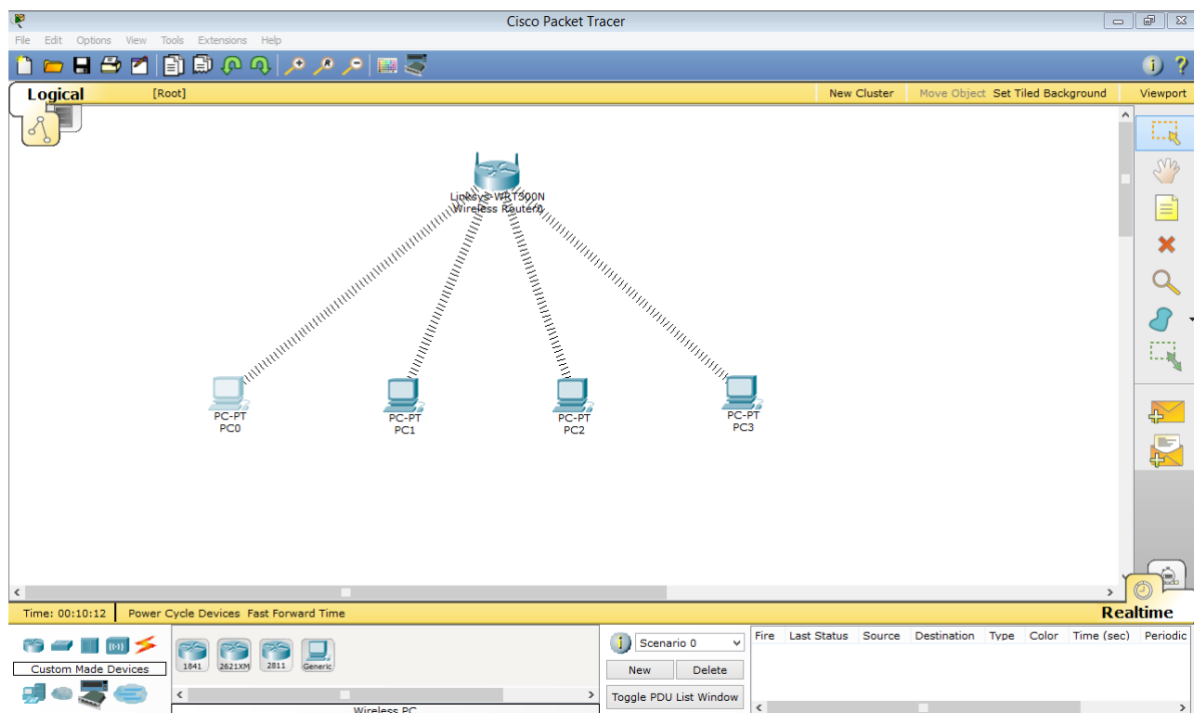 Cisco Packet Tracer
File Edit Options View Tools Extensions Help
Logical [Root] New Cluster Move Object Set Tiled Background Viewport
Linksys-WRT300N
Wireless Router0
PC-PT
PC0
PC-PT
PC1
PC-PT
PC2
PC-PT
PC3
Time: 00:10:12 Power Cycle Devices Fast Forward Time Realtime
Custom Made Devices
1841 2621XM 2811 Generic
Wireless PC
Scenario 0
New Delete
Toggle PDU List Window
Fire Last Status Source Destination Type Color Time (sec) Periodic